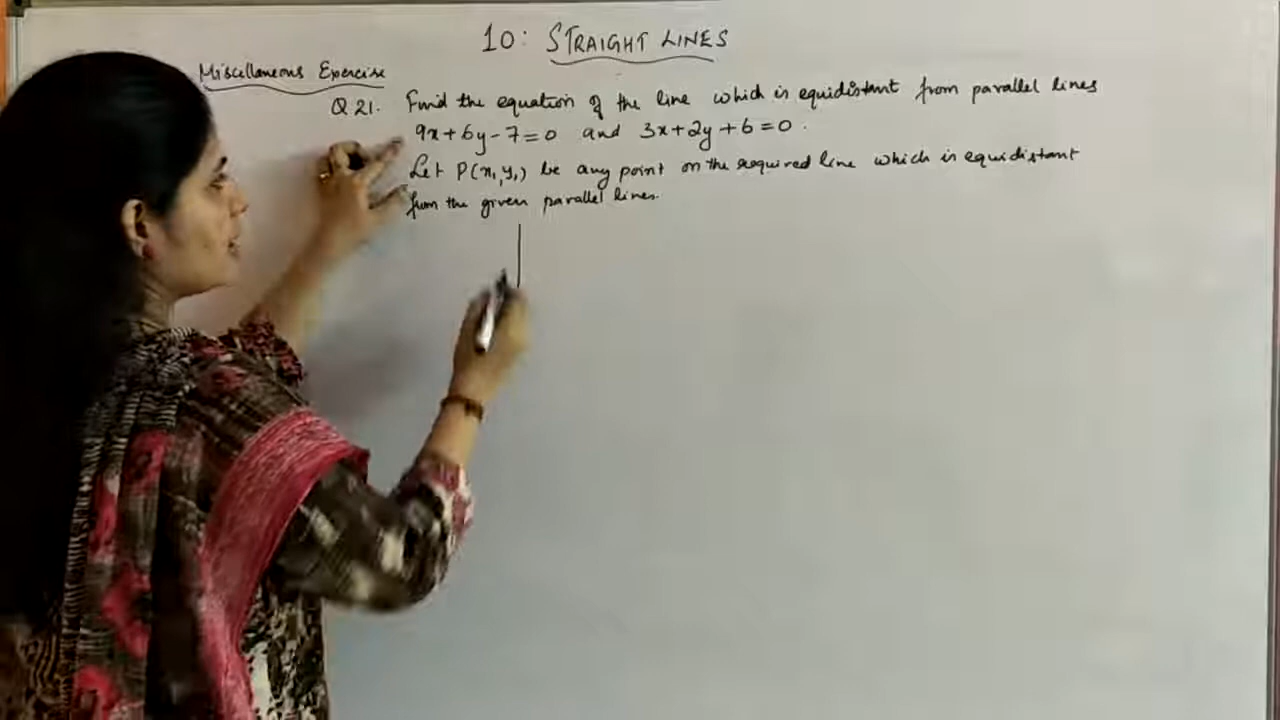 10: STRAIGHT LINES
Miscellaneous Exercise
Q 21. Find the equation of the line which is equidistant from parallel lines
9x+6y-7=0 and 3x+2y+6=0.
Let P(x₁,y₁) be any point on the required line which is equidistant
from the given parallel lines.